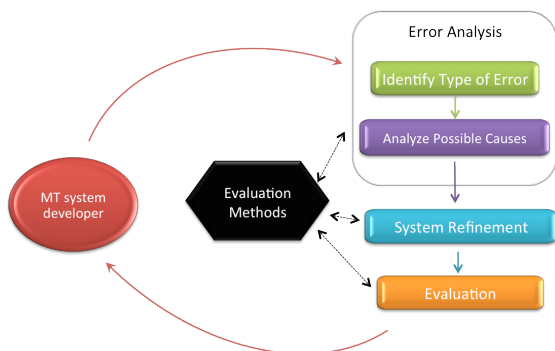 Error Analysis
Identify Type of Error
Analyze Possible Causes
MT system
developer
Evaluation
Methods
System Refinement
Evaluation